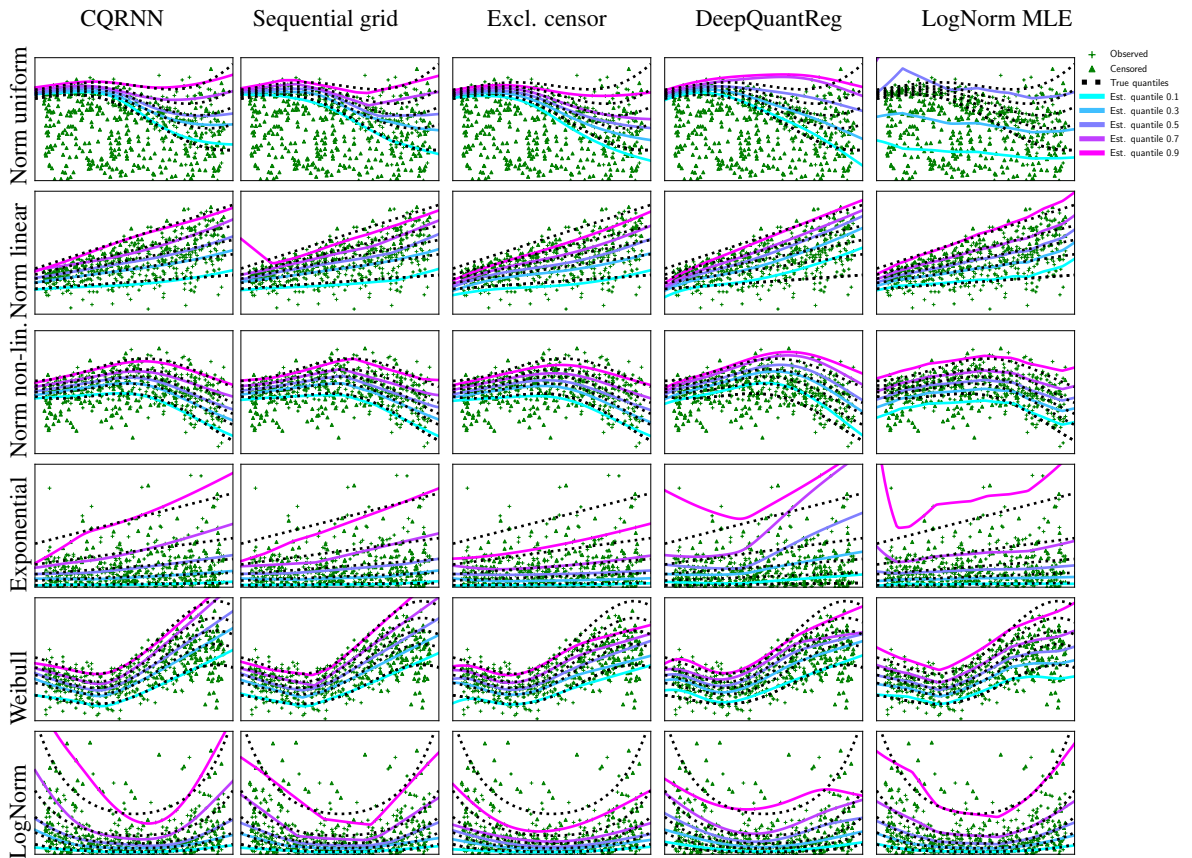 CQRNN Sequential grid Excl. censor DeepQuantReg LogNorm MLE
Observed
Censored
True quantiles
Est. quantile 0.1
Est. quantile 0.3
Est. quantile 0.5
Est. quantile 0.7
Est. quantile 0.9
Norm uniform
Norm linear
Norm non-lin.
Exponential
Weibull
LogNorm